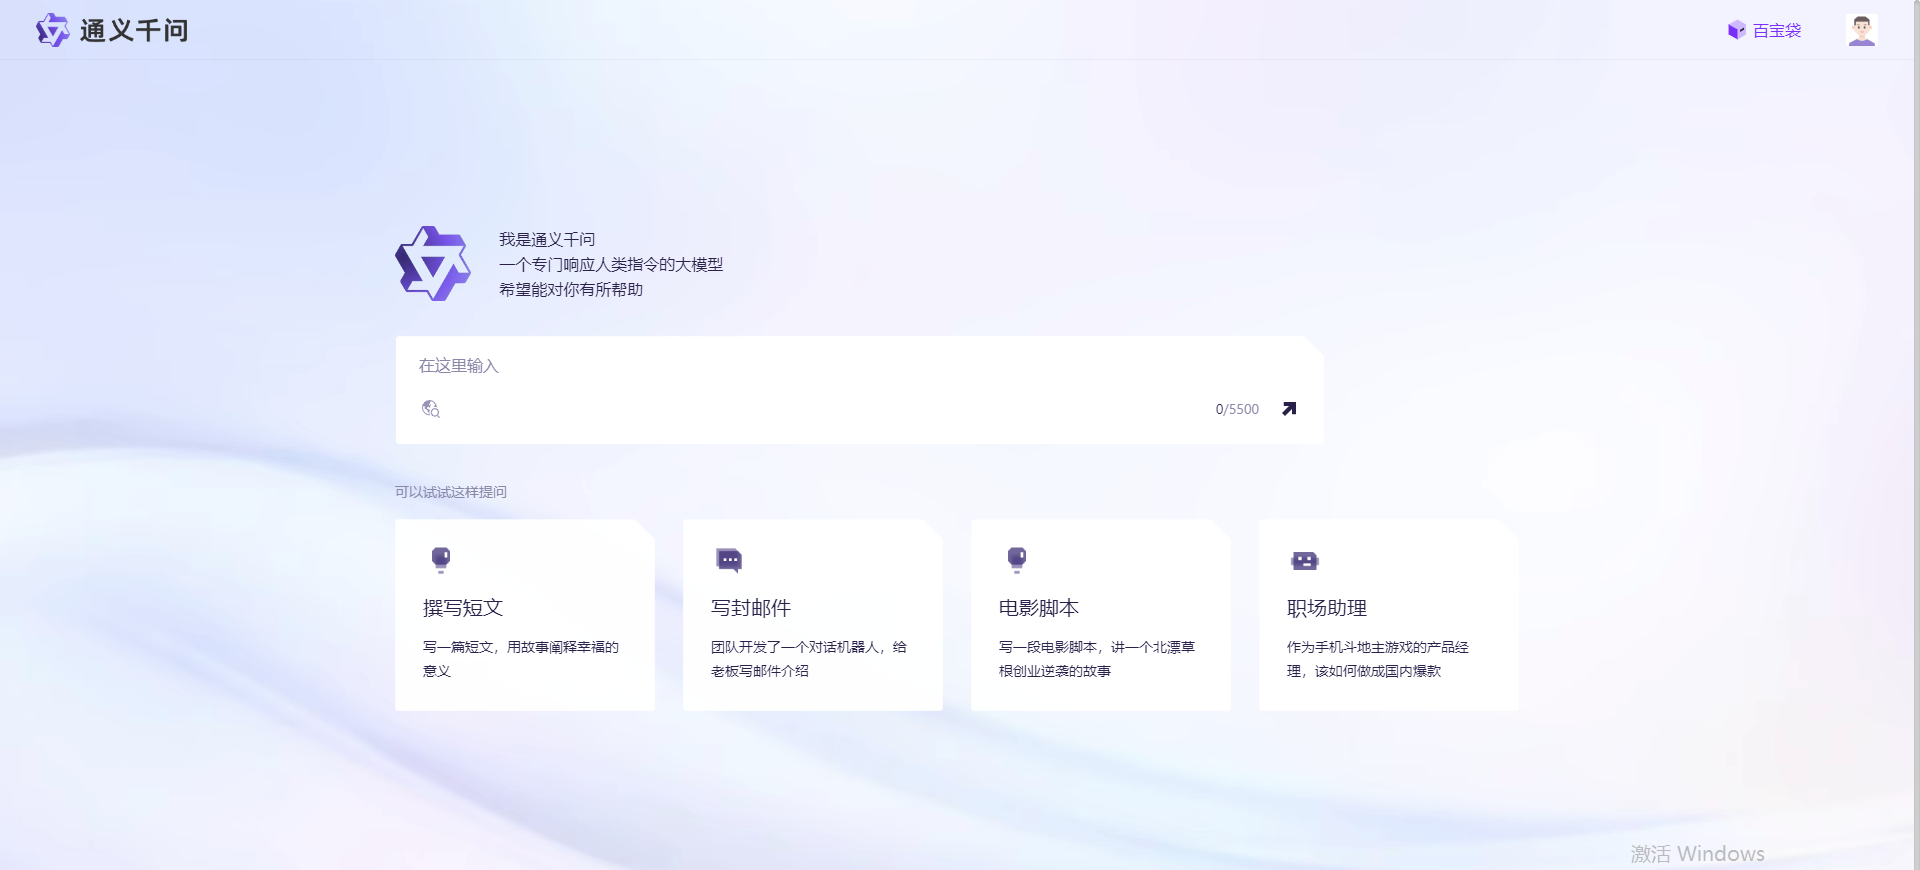 通义千问
百宝袋
我是通义千问
一个专门响应人类指令的大模型
希望能对你有所帮助
在这里输入
0/5500
可以试试这样提问
撰写短文
写一篇短文，用故事阐释幸福的
意义
写封邮件
团队开发了一个对话机器人，给
老板写邮件介绍
电影脚本
写一段电影脚本，讲一个北漂草
根创业逆袭的故事
职场助理
作为手机斗地主游戏的产品经
理，该如何做成国内爆款
激活 Windows